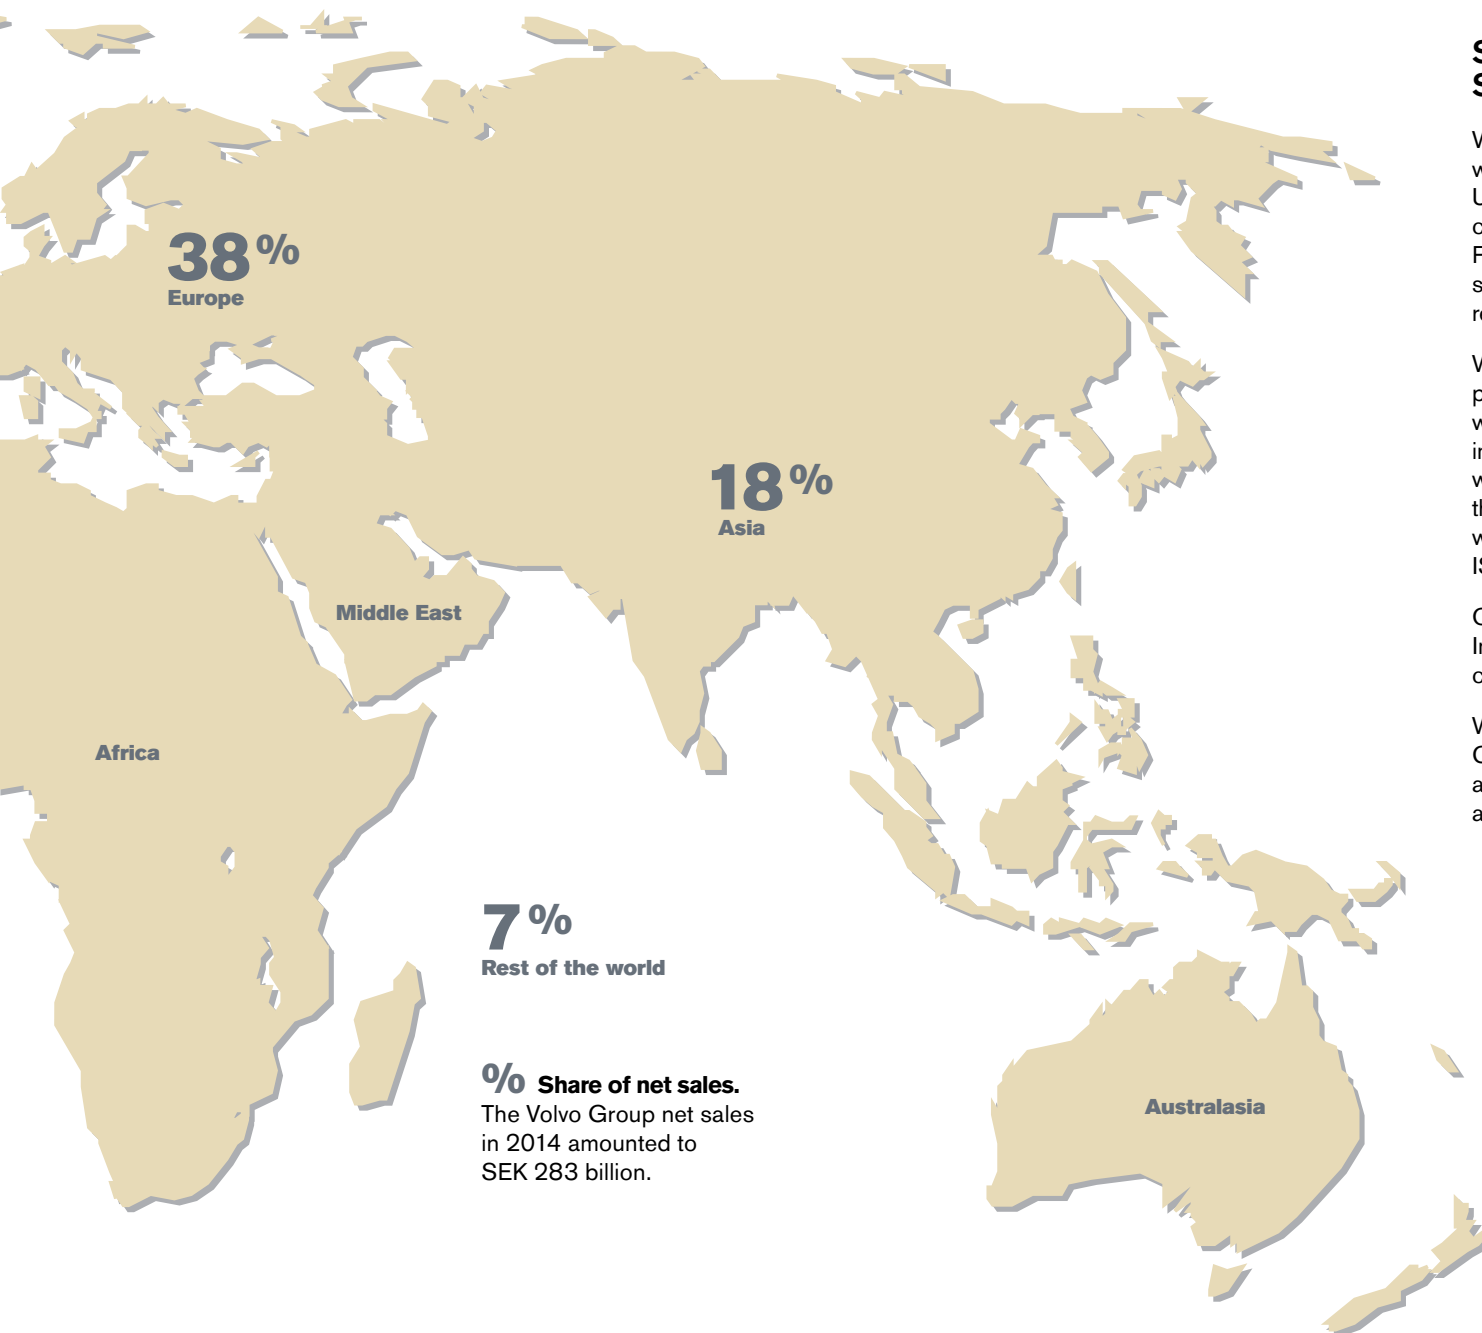 38%
Europe
18%
Asia
Middle East
Africa
7%
Rest of the world
% Share of net sales.
The Volvo Group net sales
in 2014 amounted to
SEK 283 billion.
Australasia